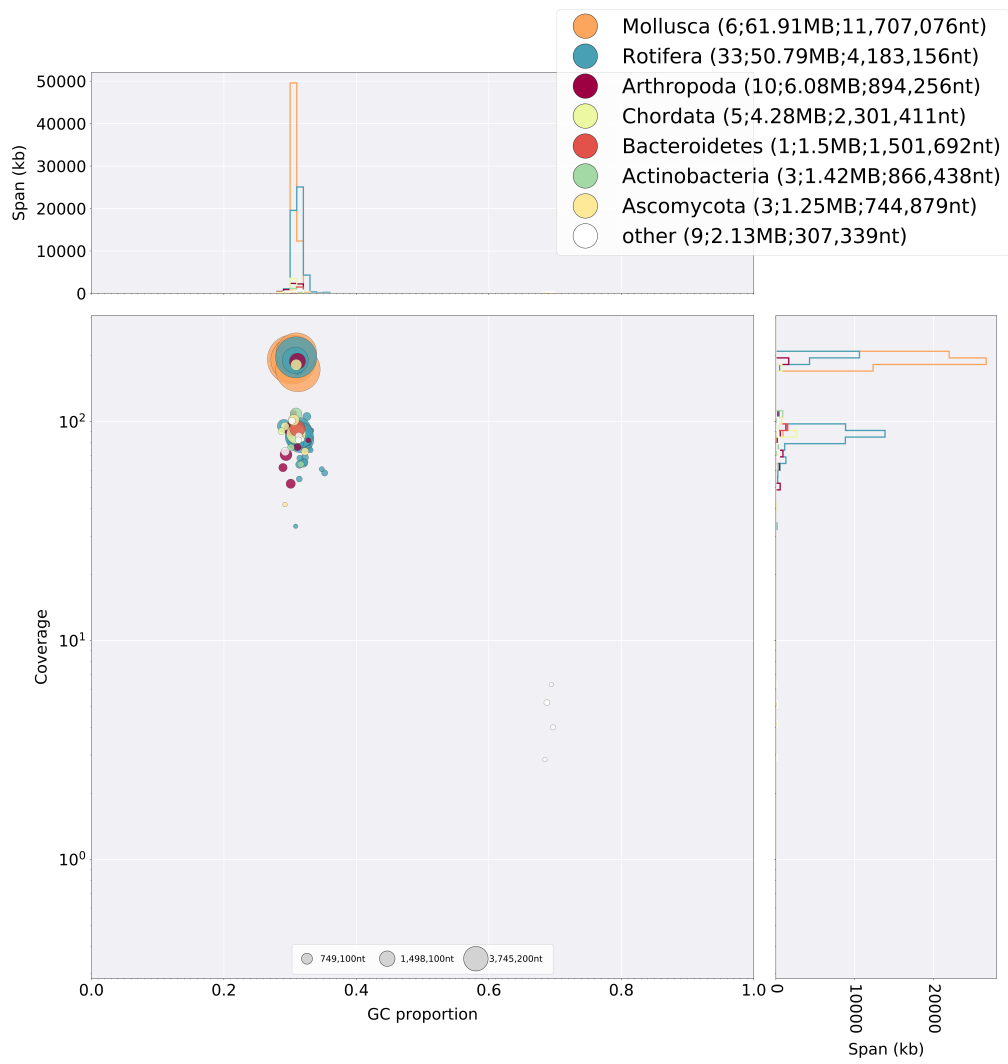 Mollusca (6;61.91MB;11,707,076nt)
Rotifera (33;50.79MB;4,183,156nt)
Arthropoda (10;6.08MB;894,256nt)
Chordata (5;4.28MB;2,301,411nt)
Bacteroidetes (1;1.5MB;1,501,692nt)
Actinobacteria (3;1.42MB;866,438nt)
Ascomycota (3;1.25MB;744,879nt)
other (9;2.13MB;307,339nt)
Span (kb)
50000
40000
30000
20000
10000
0
Coverage
10²
10¹
10⁰
749,100nt 1,498,100nt 3,745,200nt
0.0 0.2 0.4 0.6 0.8 1.0
GC proportion
0 10000 20000
Span (kb)